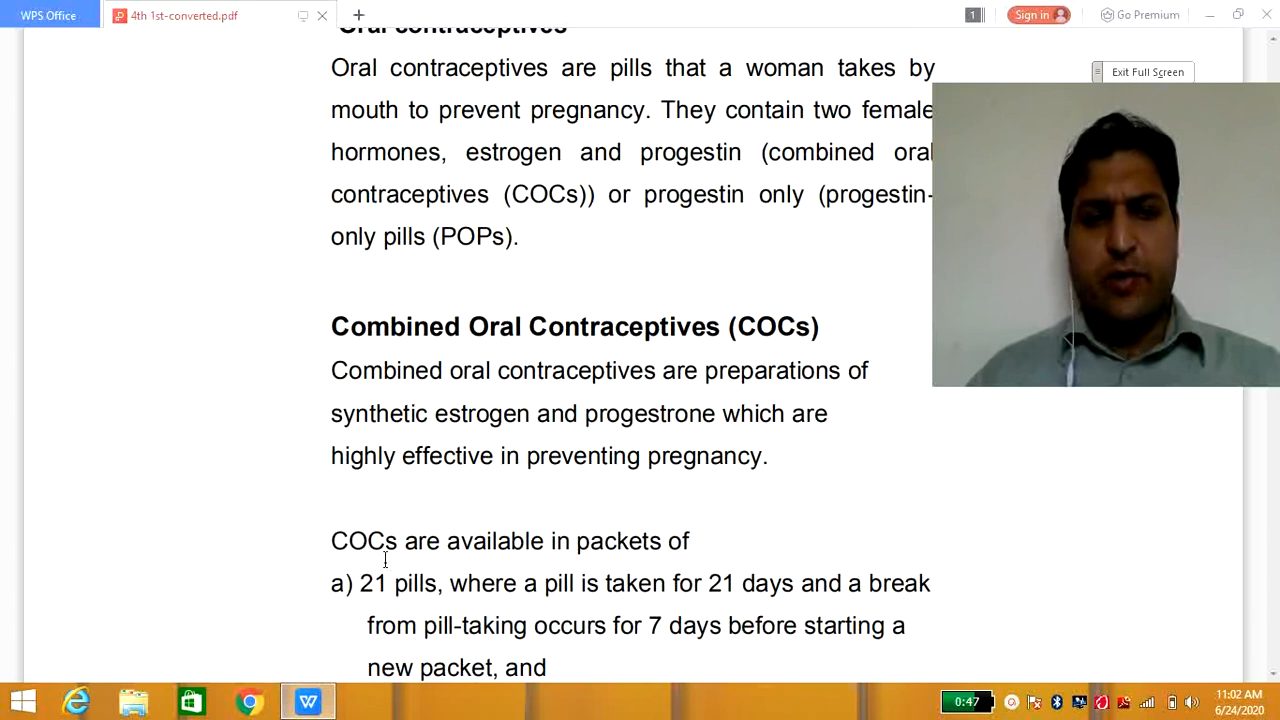 WPS Office
4th 1st-converted.pdf
1
Sign in
Go Premium
Exit Full Screen
Oral contraceptives
Oral contraceptives are pills that a woman takes by
mouth to prevent pregnancy. They contain two female
hormones, estrogen and progestin (combined oral
contraceptives (COCs)) or progestin only (progestin-
only pills (POPs).
Combined Oral Contraceptives (COCs)
Combined oral contraceptives are preparations of
synthetic estrogen and progestrone which are
highly effective in preventing pregnancy.
COCs are available in packets of
a) 21 pills, where a pill is taken for 21 days and a break
from pill-taking occurs for 7 days before starting a
new packet, and
0:47
11:02 AM
6/24/2020